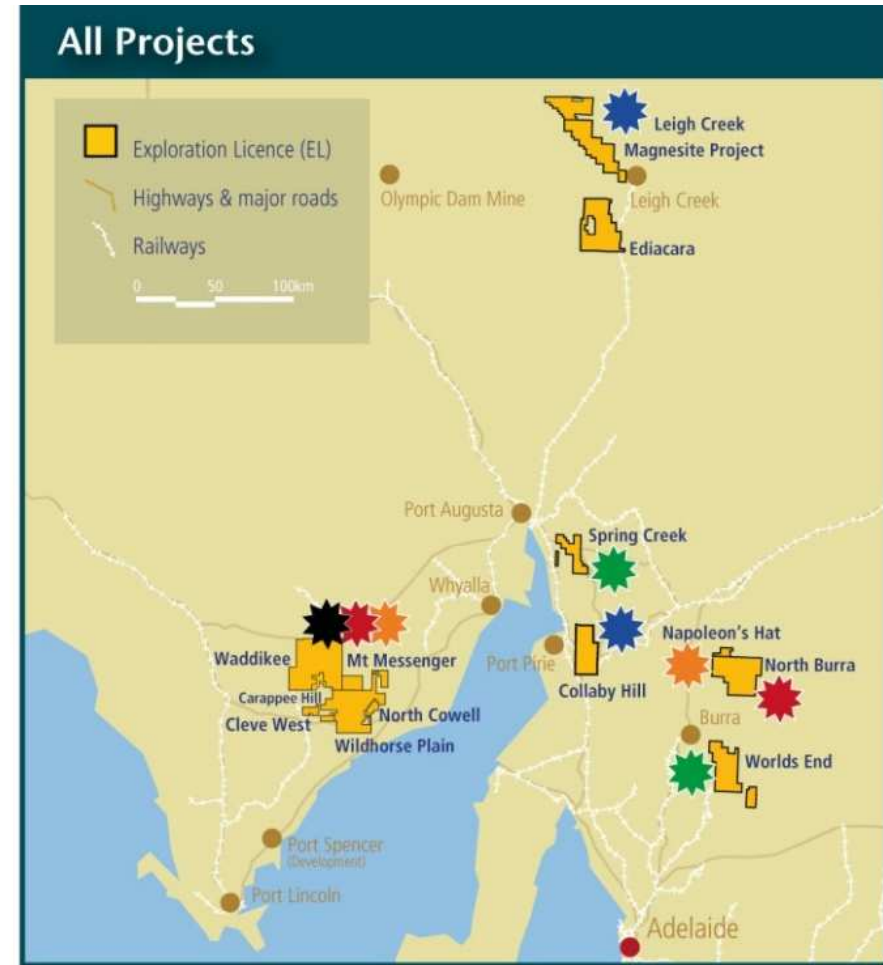 All Projects
Exploration Licence (EL)
Highways & major roads
Railways
0 50 100km
Leigh Creek
Magnesite Project
Olympic Dam Mine
Leigh Creek
Ediacara
Port Augusta
Spring Creek
Whyalla
Napoleon's Hat
Waddikee
Mt Messenger
Port Pirie
North Burra
Carappee Hill
Collaby Hill
Cleve West
North Cowell
Burra
Wildhorse Plain
Worlds End
Port Spencer
(Development)
Port Lincoln
Adelaide